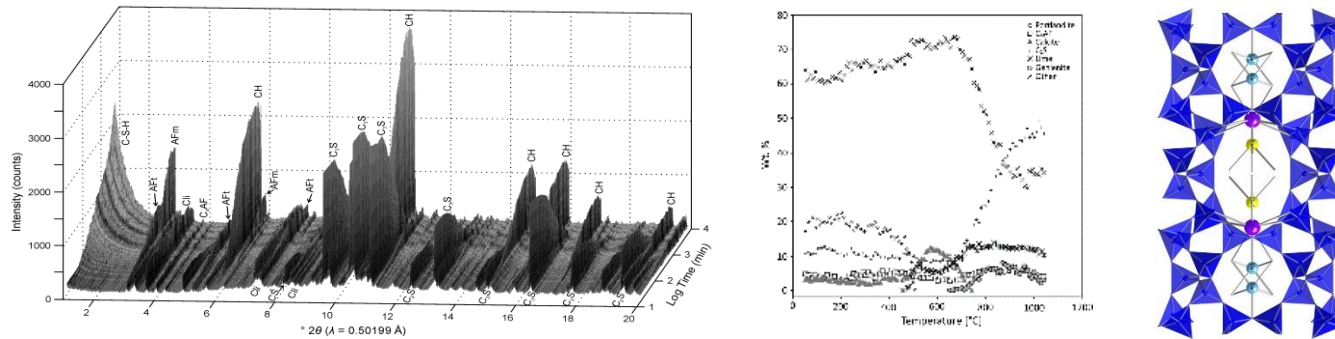 Intensity (counts)
4000
3000
2000
1000
0
C-S-H
AFt
AFm
Cli
C₄AF
AFt
CH
AFm
AFt
C₃S
C₃S
C₃S
CH
C₃S
CH
CH
CH
CH
Cli
C₃S
Cli
C₃S
C₃S
C₃S
C₃S
2
4
6
8
10
12
14
16
18
20
° 2θ (λ = 0.50199 Å)
1
2
3
4
Log Time (min)
Wt. %
80
70
60
50
40
30
20
10
0
0
200
400
600
800
1000
1200
Temperature [°C]
Portlandite
Calcite
Lime
Gehlenite
Other